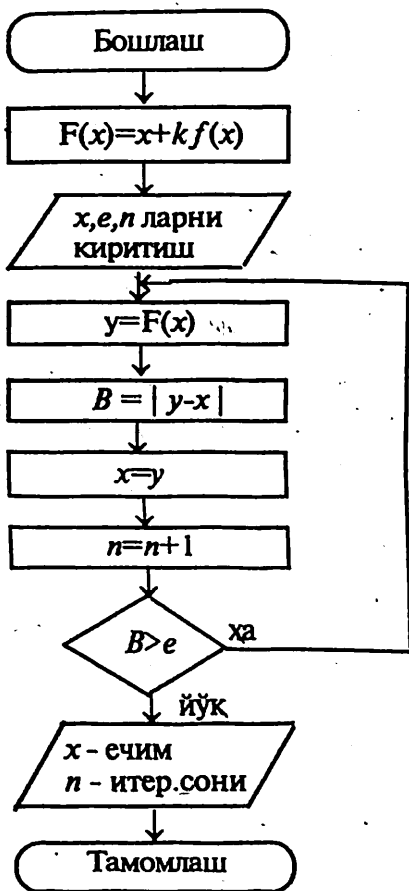 Бошлаш
F(x)=x+kf(x)
x,e,n ларни
киритиш
y=F(x)
B = | y-x |
x=y
n=n+1
B>e
ҳа
йўқ
x - ечим
n - итер.сони
Тамомлаш